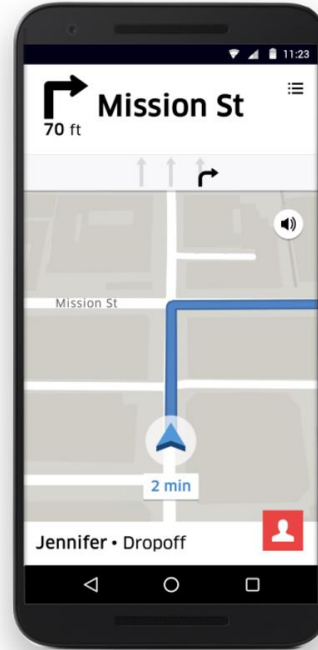 11:23
Mission St
70 ft
Mission St
2 min
Jennifer • Dropoff